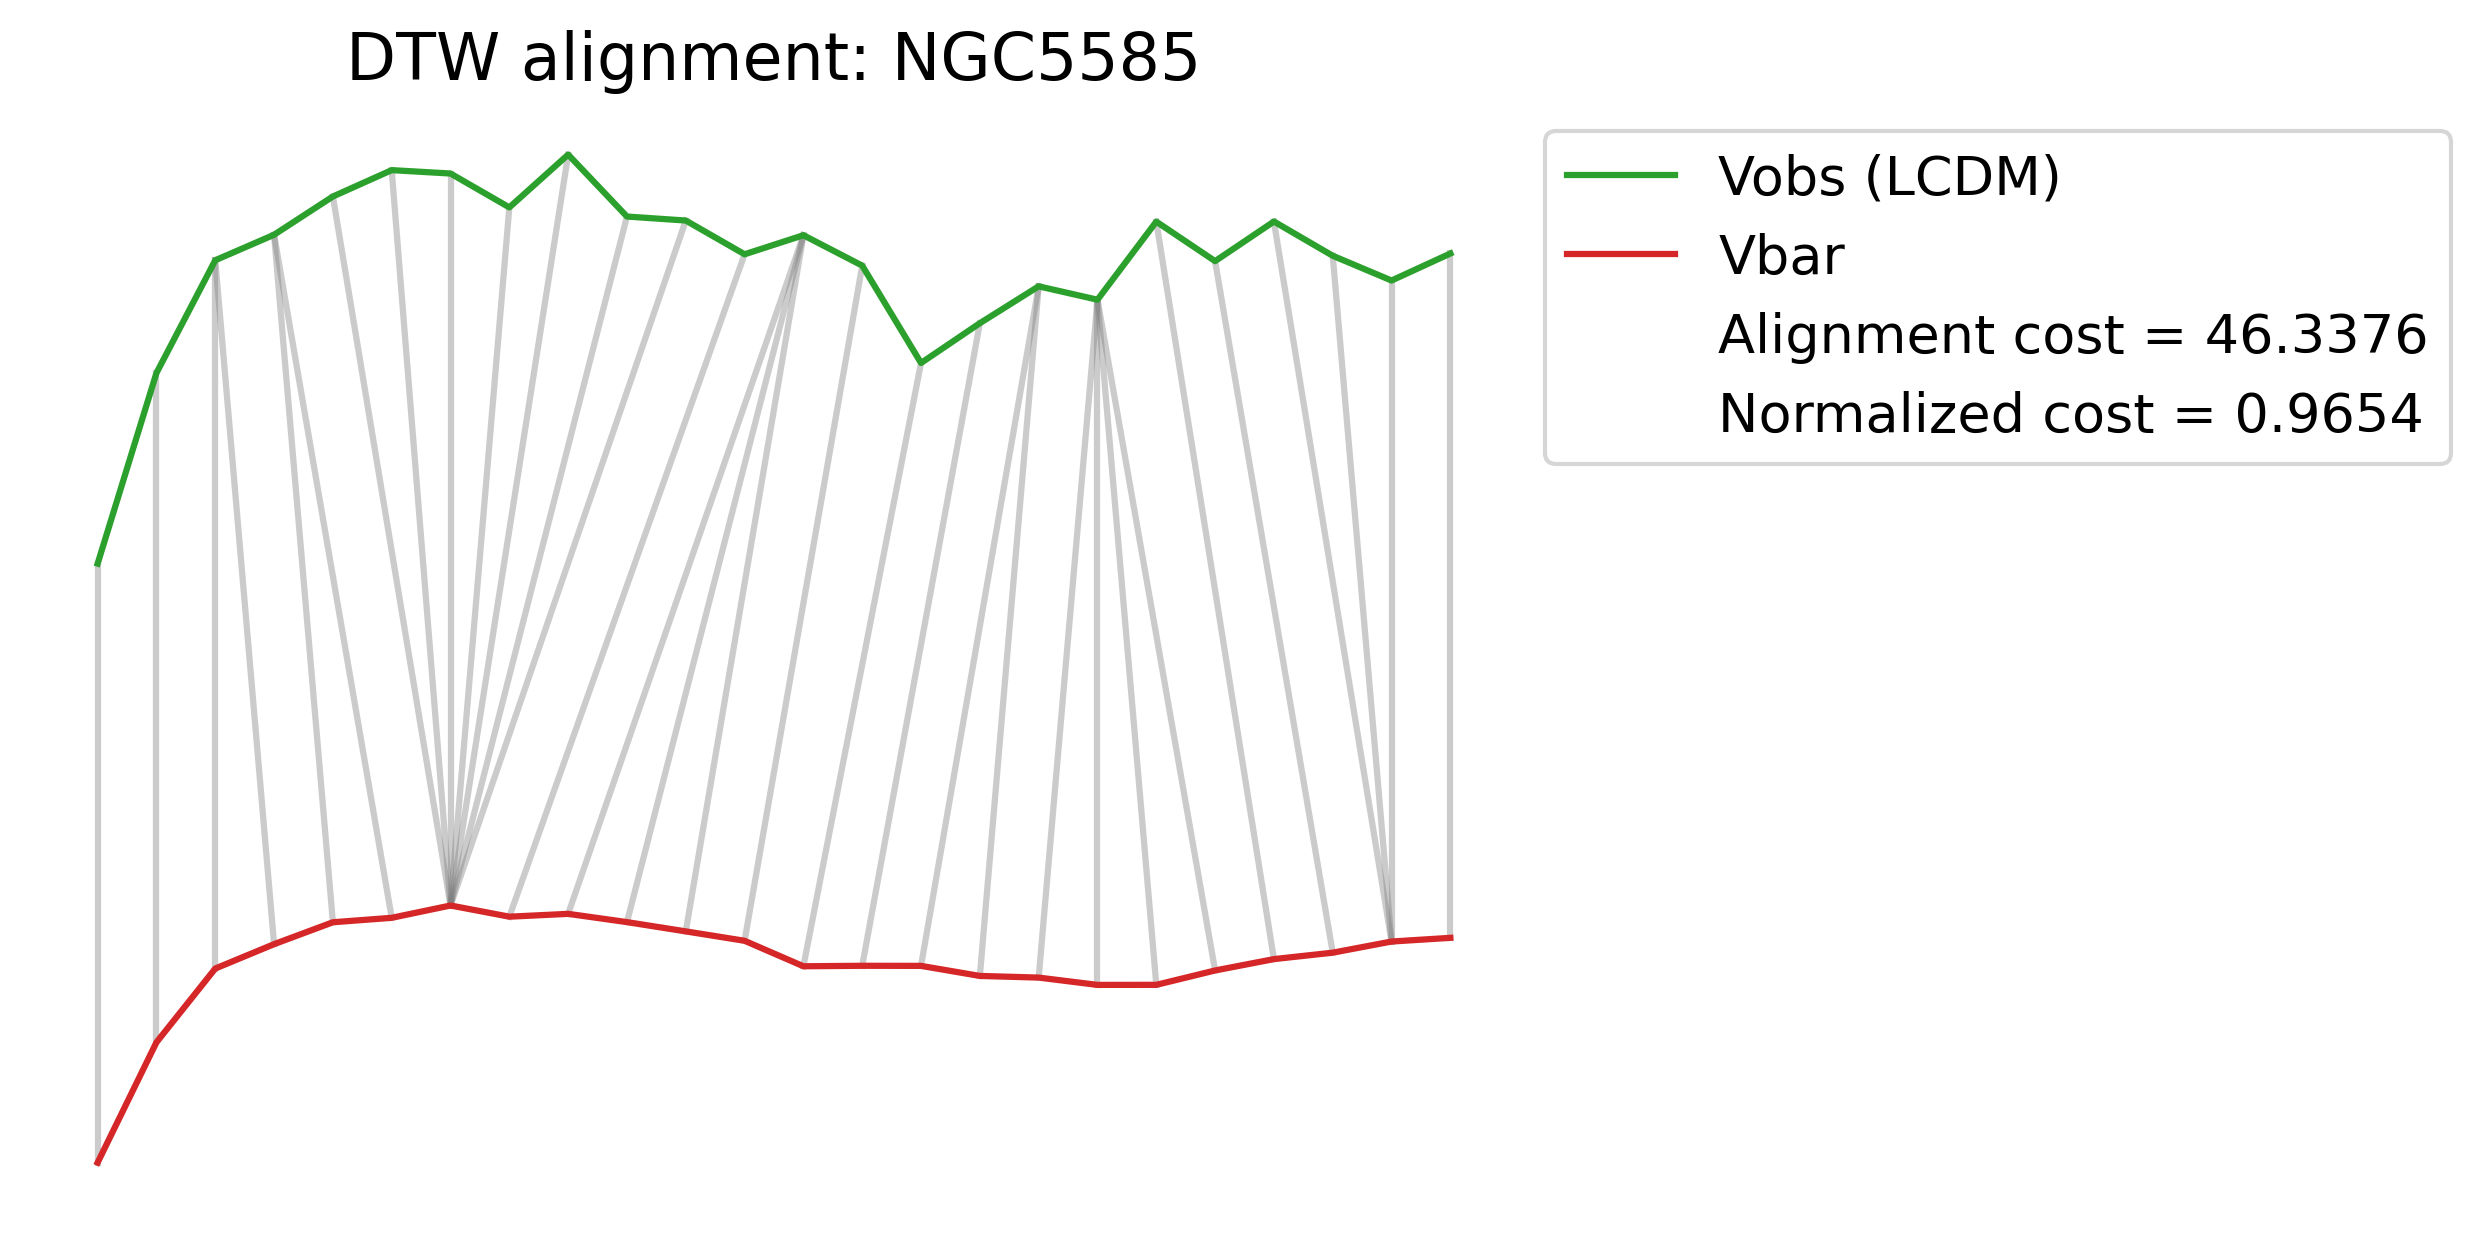 DTW alignment: NGC5585
Vobs (LCDM)
Vbar
Alignment cost = 46.3376
Normalized cost = 0.9654